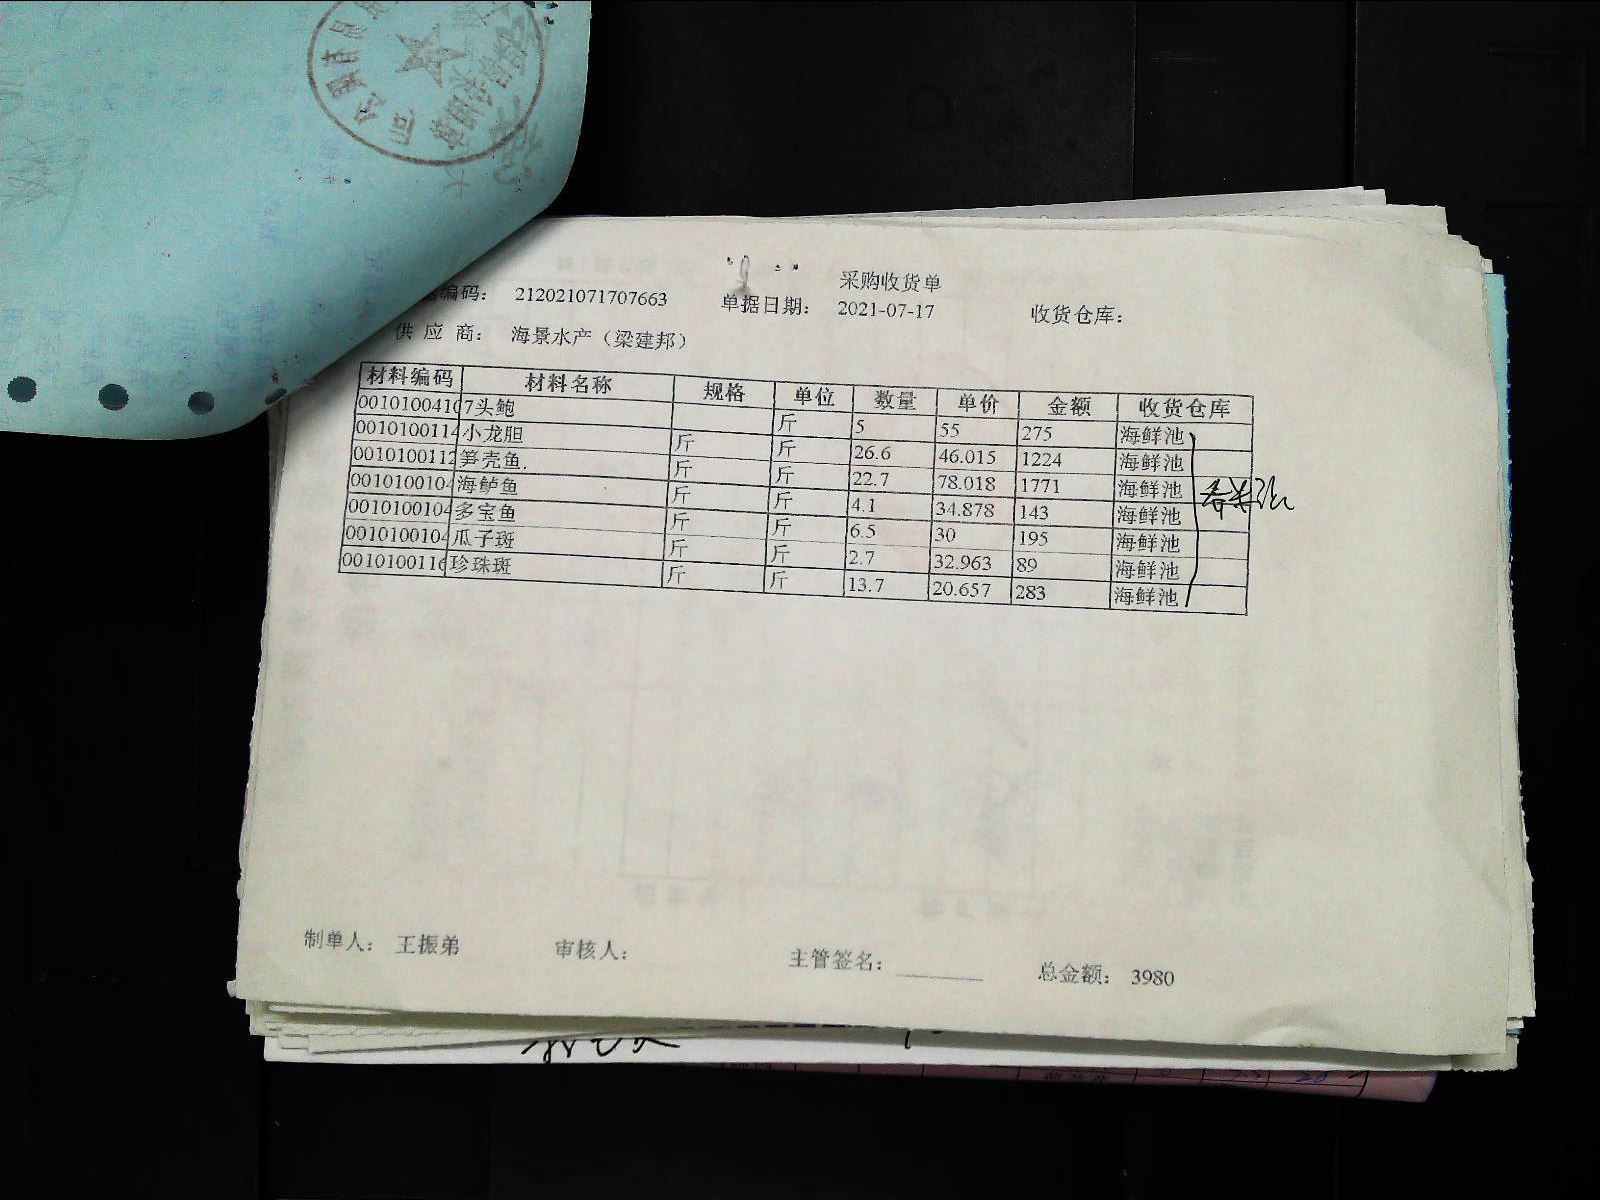 采购收货单
编码： 212021071707663 单据日期： 2021-07-17 收货仓库：
供 应 商： 海景水产（梁建邦）
材料编码 材料名称 规格 单位 数量 单价 金额 收货仓库
0010100410 7头鲍 斤 5 55 275 海鲜池
0010100114 小龙胆 斤 斤 26.6 46.015 1224 海鲜池
0010100112 笋壳鱼. 斤 斤 22.7 78.018 1771 海鲜池
0010100104 海鲈鱼 斤 斤 4.1 34.878 143 海鲜池
0010100104 多宝鱼 斤 斤 6.5 30 195 海鲜池
0010100104 瓜子斑 斤 斤 2.7 32.963 89 海鲜池
0010100116 珍珠斑 斤 斤 13.7 20.657 283 海鲜池
制单人： 王振弟 审核人： 主管签名： 总金额： 3980